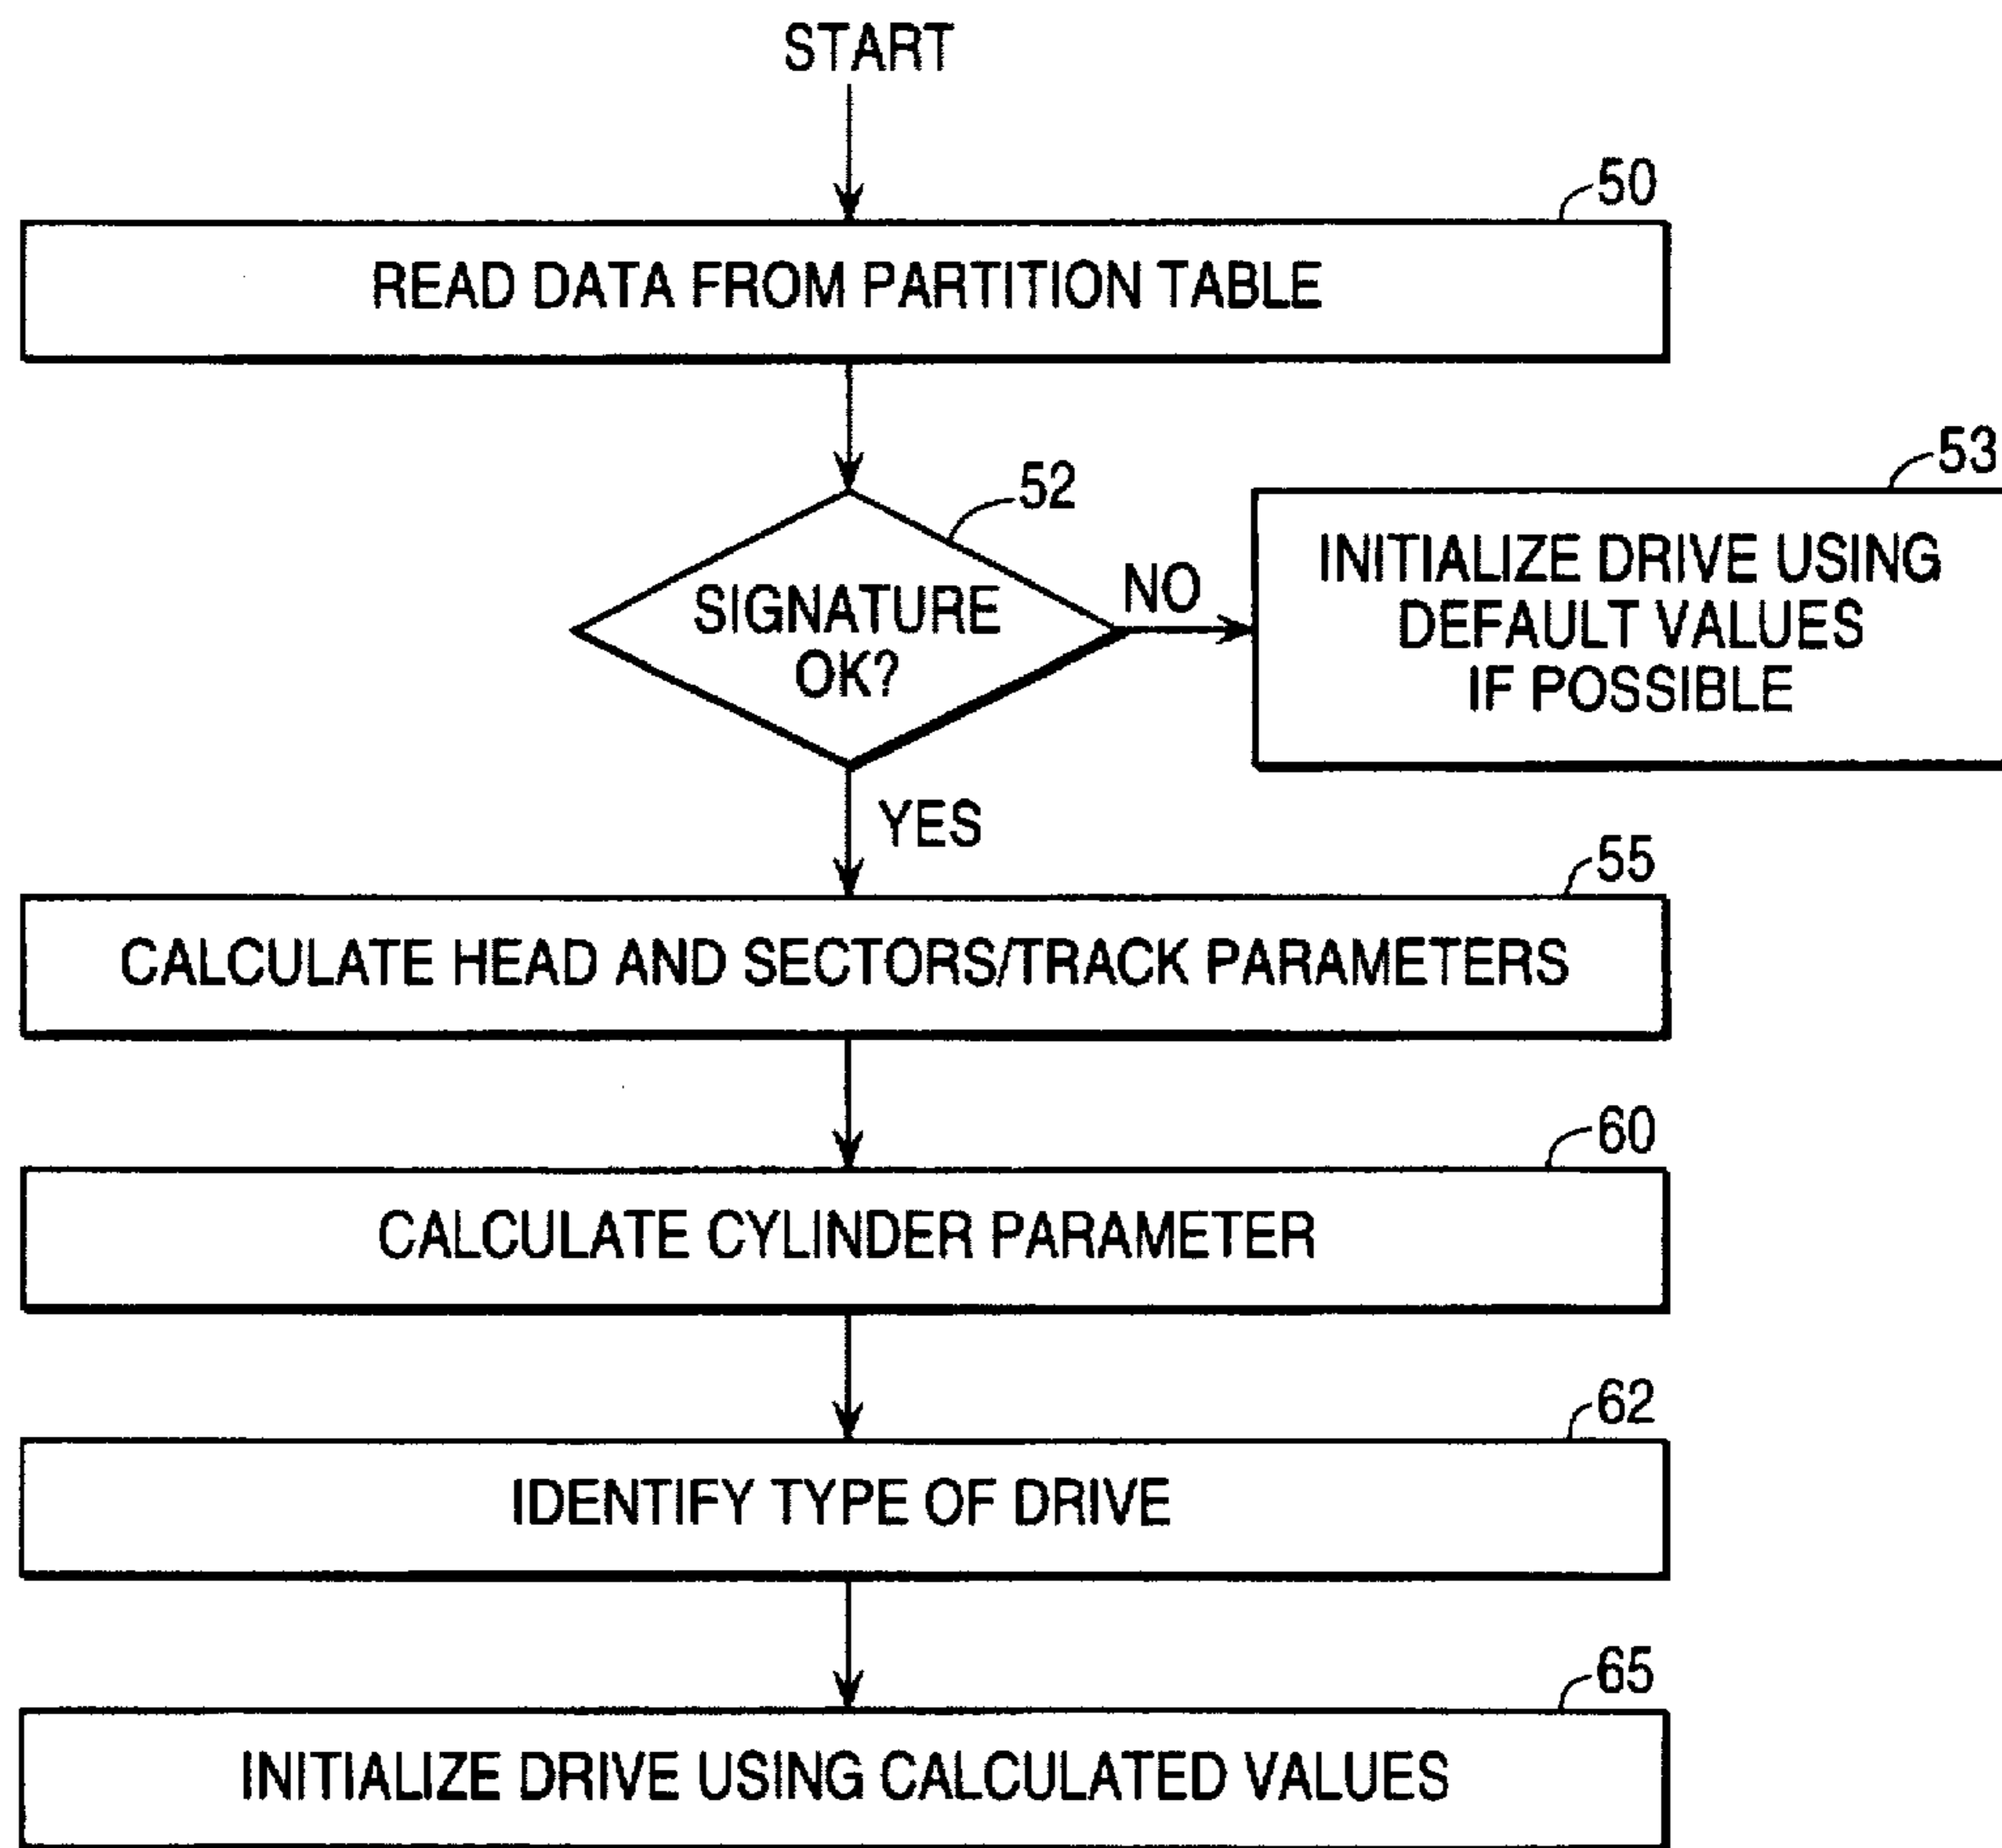 START
50
READ DATA FROM PARTITION TABLE
52
SIGNATURE
OK?
NO
53
INITIALIZE DRIVE USING
DEFAULT VALUES
IF POSSIBLE
YES
55
CALCULATE HEAD AND SECTORS/TRACK PARAMETERS
60
CALCULATE CYLINDER PARAMETER
62
IDENTIFY TYPE OF DRIVE
65
INITIALIZE DRIVE USING CALCULATED VALUES